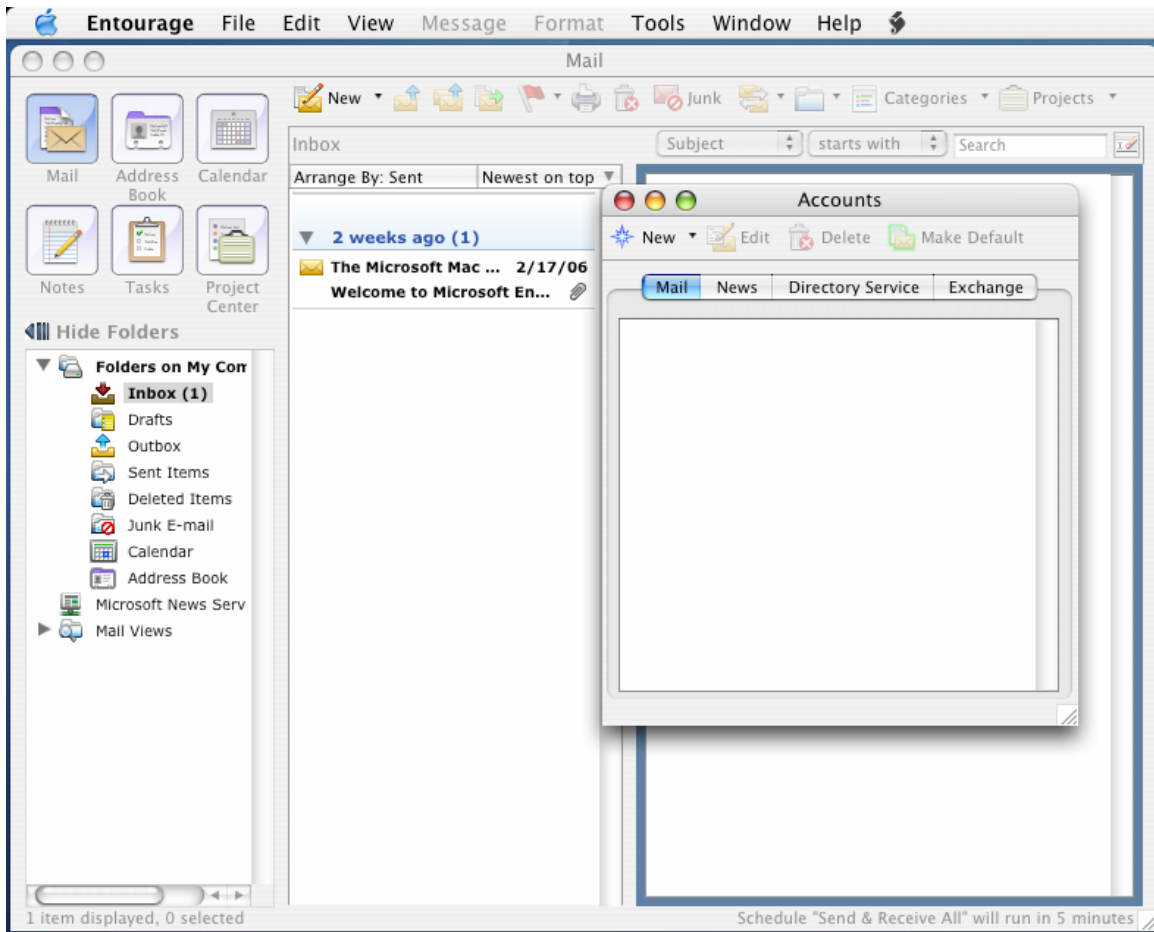 Entourage File Edit View Message Format Tools Window Help
Mail
New Junk Categories Projects
Mail Address Book Calendar
Notes Tasks Project Center
Hide Folders
Folders on My Com
Inbox (1)
Drafts
Outbox
Sent Items
Deleted Items
Junk E-mail
Calendar
Address Book
Microsoft News Serv
Mail Views
Inbox
Subject starts with Search
Arrange By: Sent Newest on top
2 weeks ago (1)
The Microsoft Mac ... 2/17/06
Welcome to Microsoft En...
Accounts
New Edit Delete Make Default
Mail News Directory Service Exchange
1 item displayed, 0 selected
Schedule "Send & Receive All" will run in 5 minutes